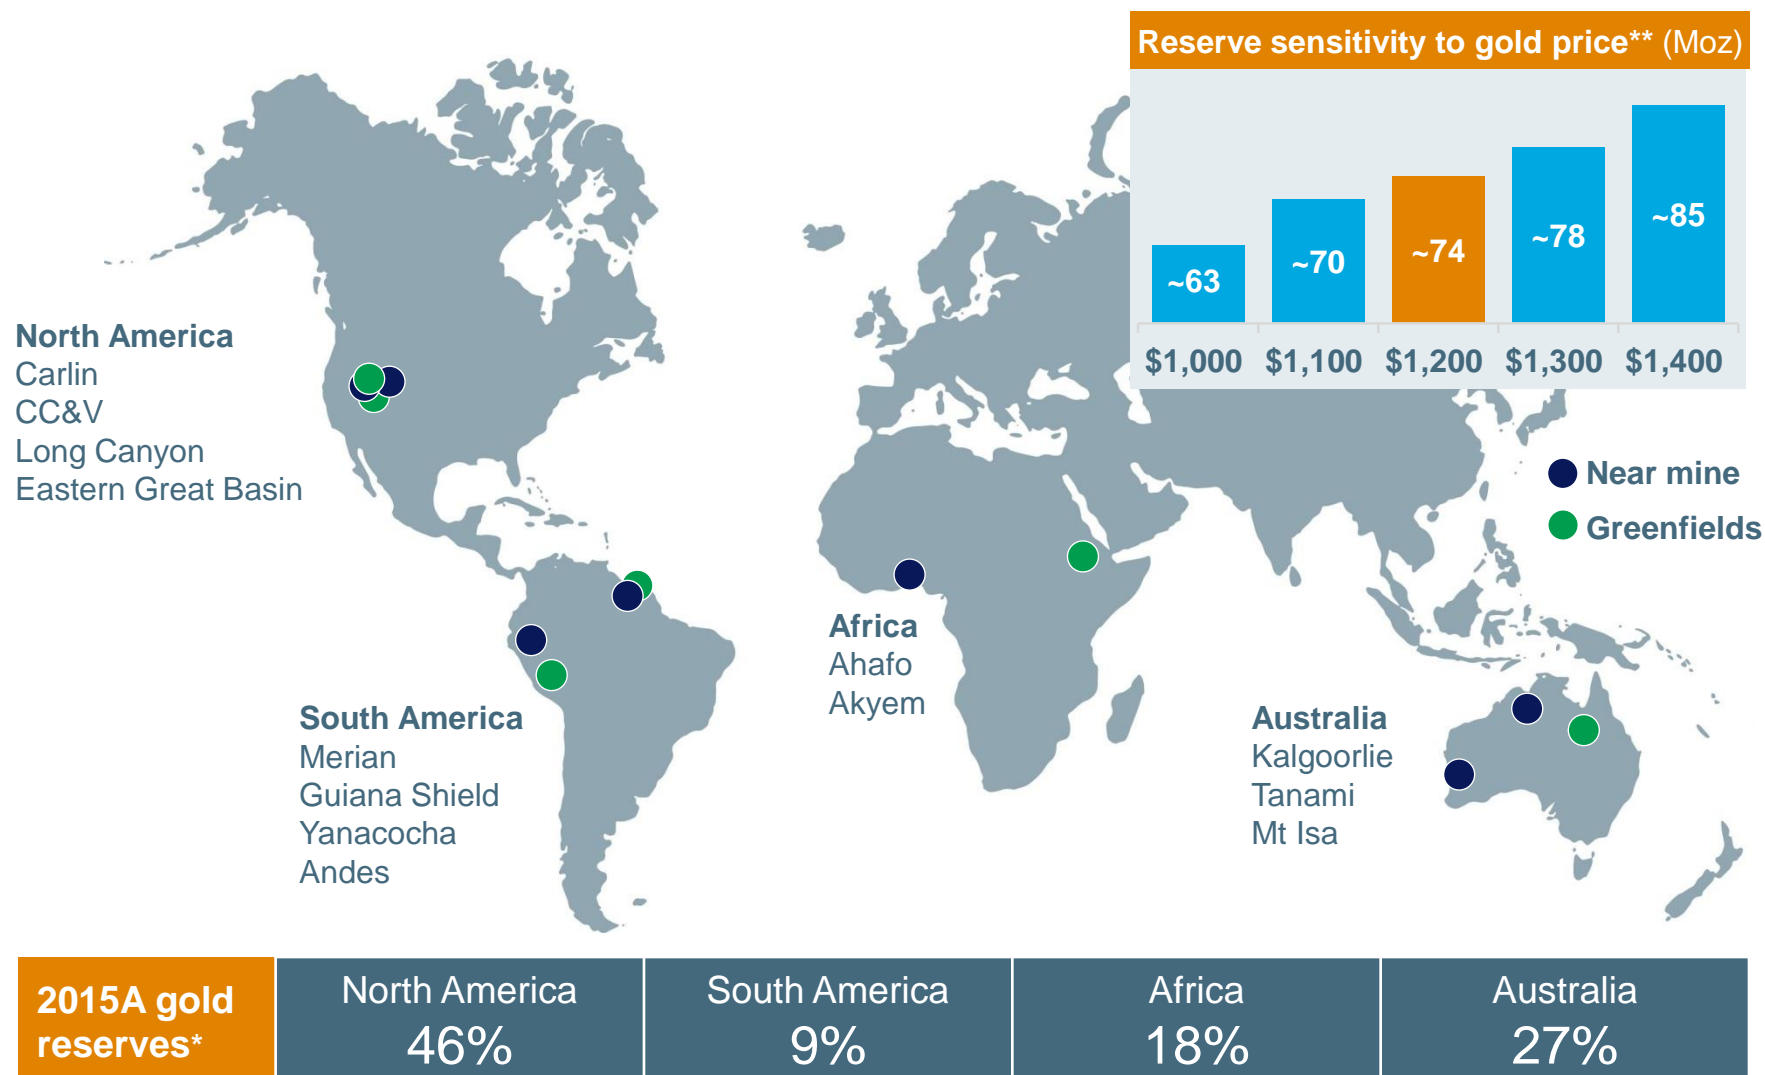 Reserve sensitivity to gold price** (Moz)
~63
~70
~74
~78
~85
$1,000 $1,100 $1,200 $1,300 $1,400
North America
Carlin
CC&V
Long Canyon
Eastern Great Basin
Near mine
Greenfields
South America
Merian
Guiana Shield
Yanacocha
Andes
Africa
Ahafo
Akyem
Australia
Kalgoorlie
Tanami
Mt Isa
2015A gold
reserves*
North America
46%
South America
9%
Africa
18%
Australia
27%